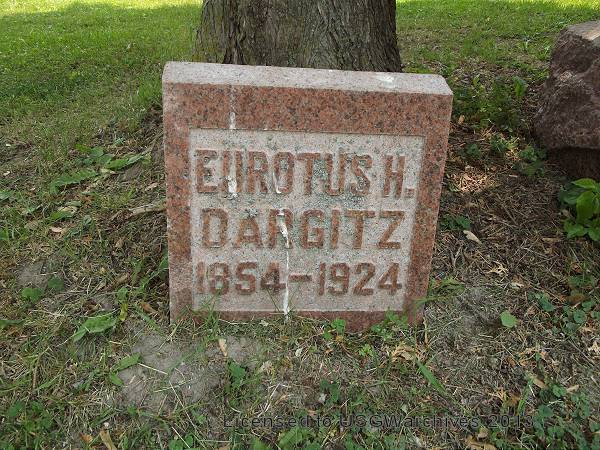 EUROTUS H.
DARGITZ
1854-1924
Licensed to USGWarchives 2013